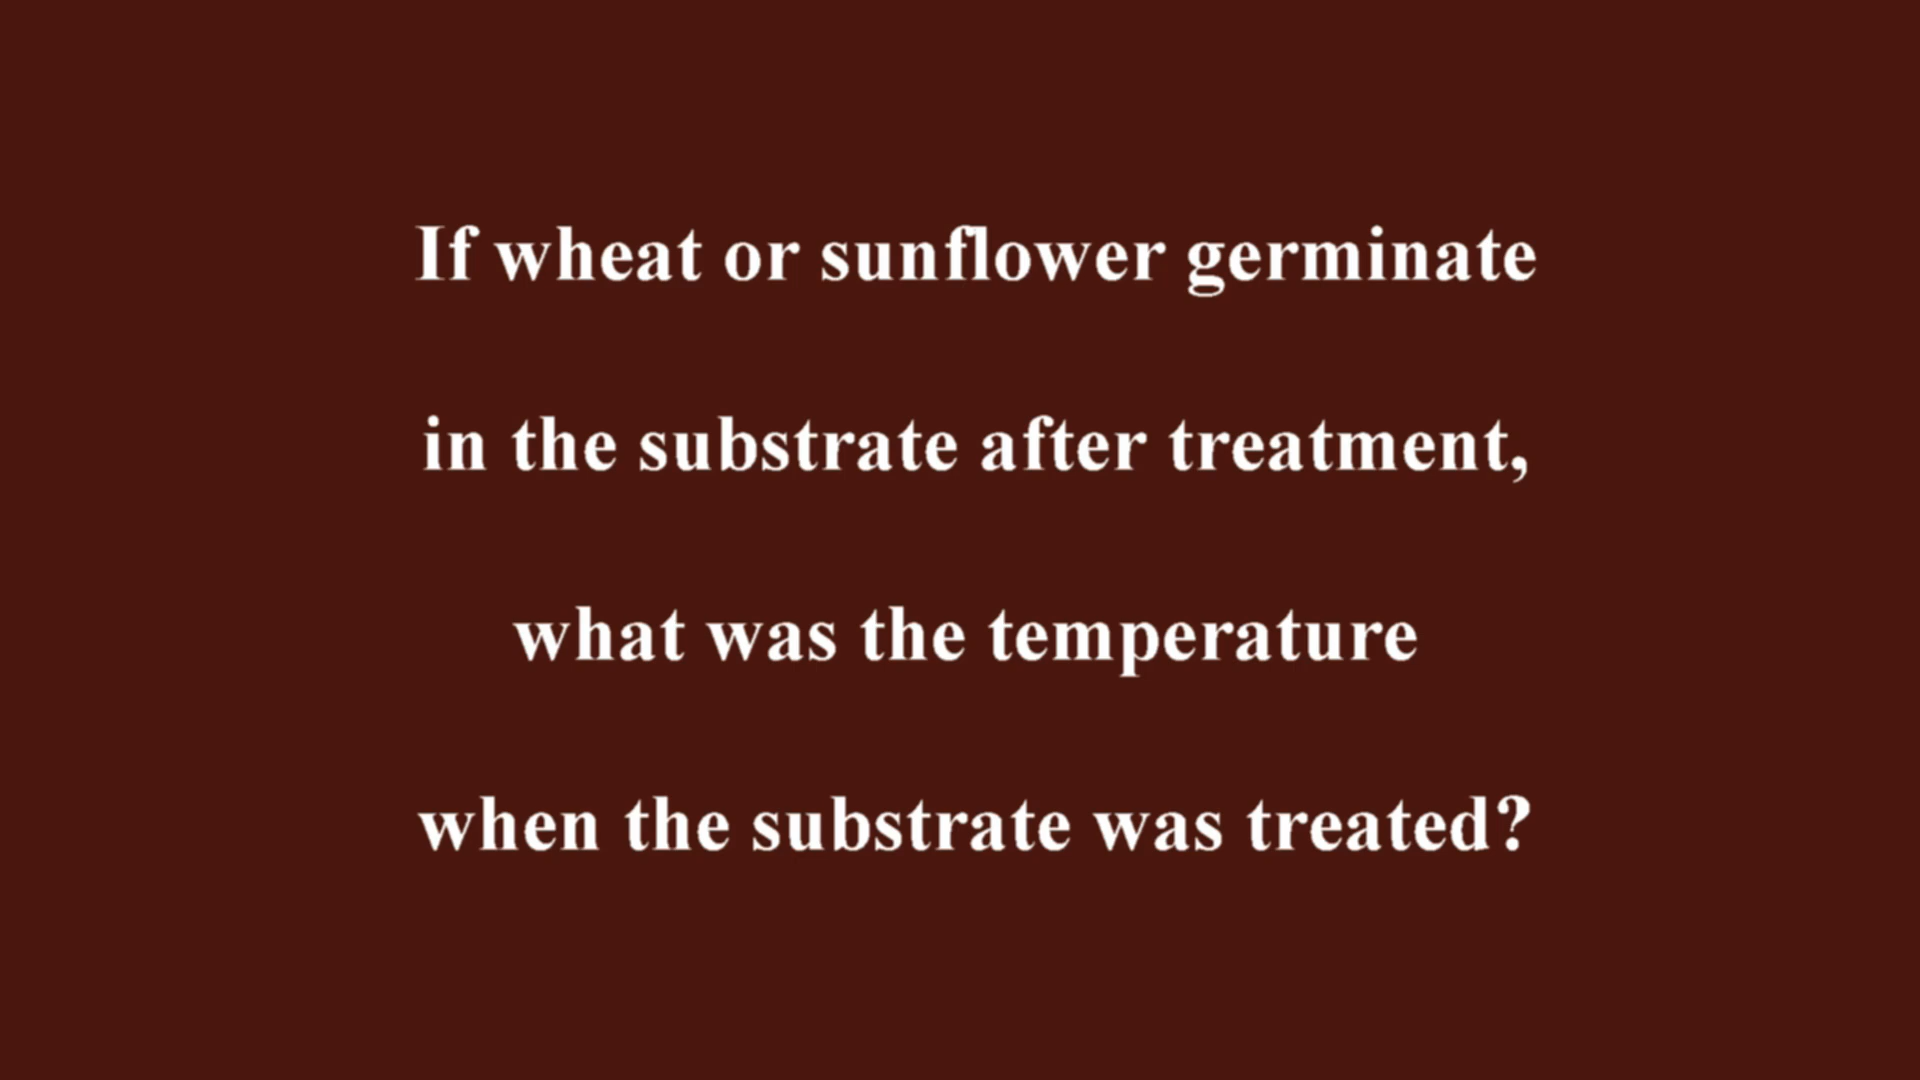 If wheat or sunflower germinate
in the substrate after treatment,
what was the temperature
when the substrate was treated?